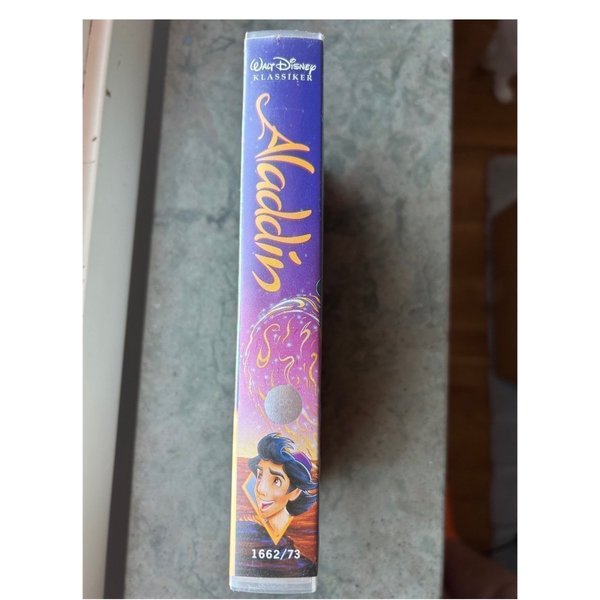 Walt Disney
KLASSIKER
Aladdin
1662/73